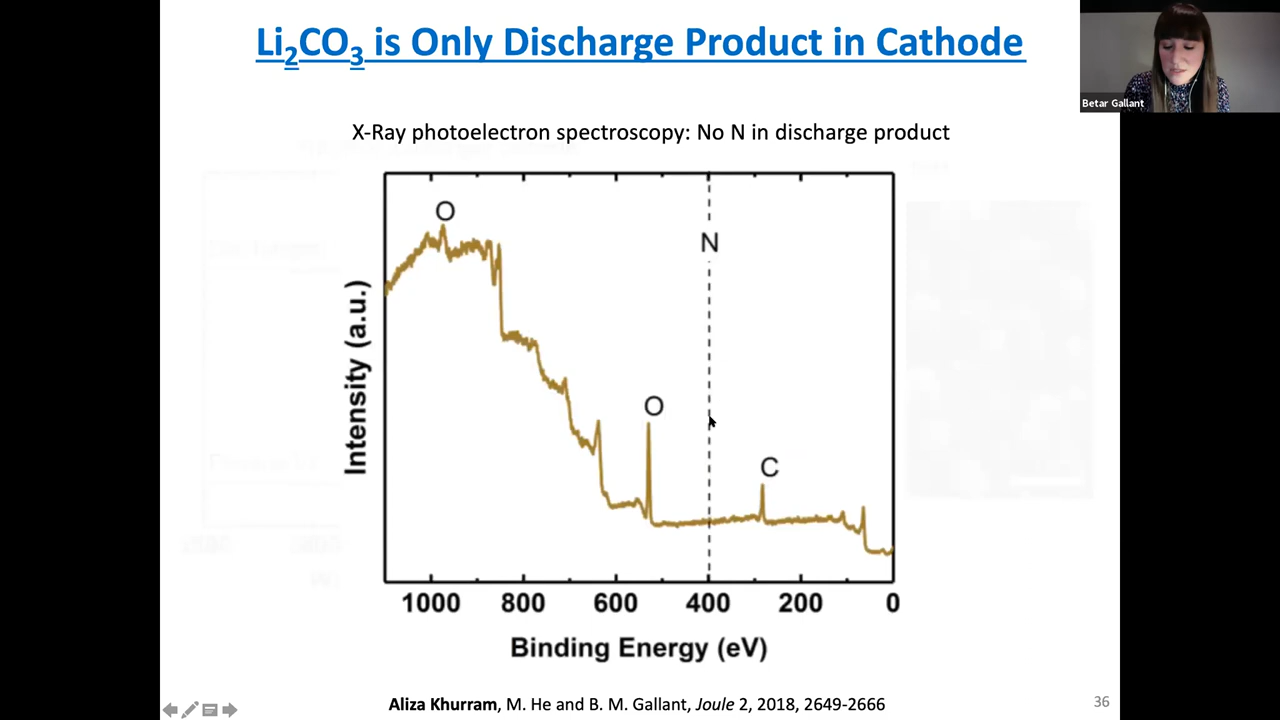 Li2CO3 is Only Discharge Product in Cathode
Betar Gallant
X-Ray photoelectron spectroscopy: No N in discharge product
O
N
O
C
Intensity (a.u.)
1000 800 600 400 200 0
Binding Energy (eV)
Aliza Khurram, M. He and B. M. Gallant, Joule 2, 2018, 2649-2666
36